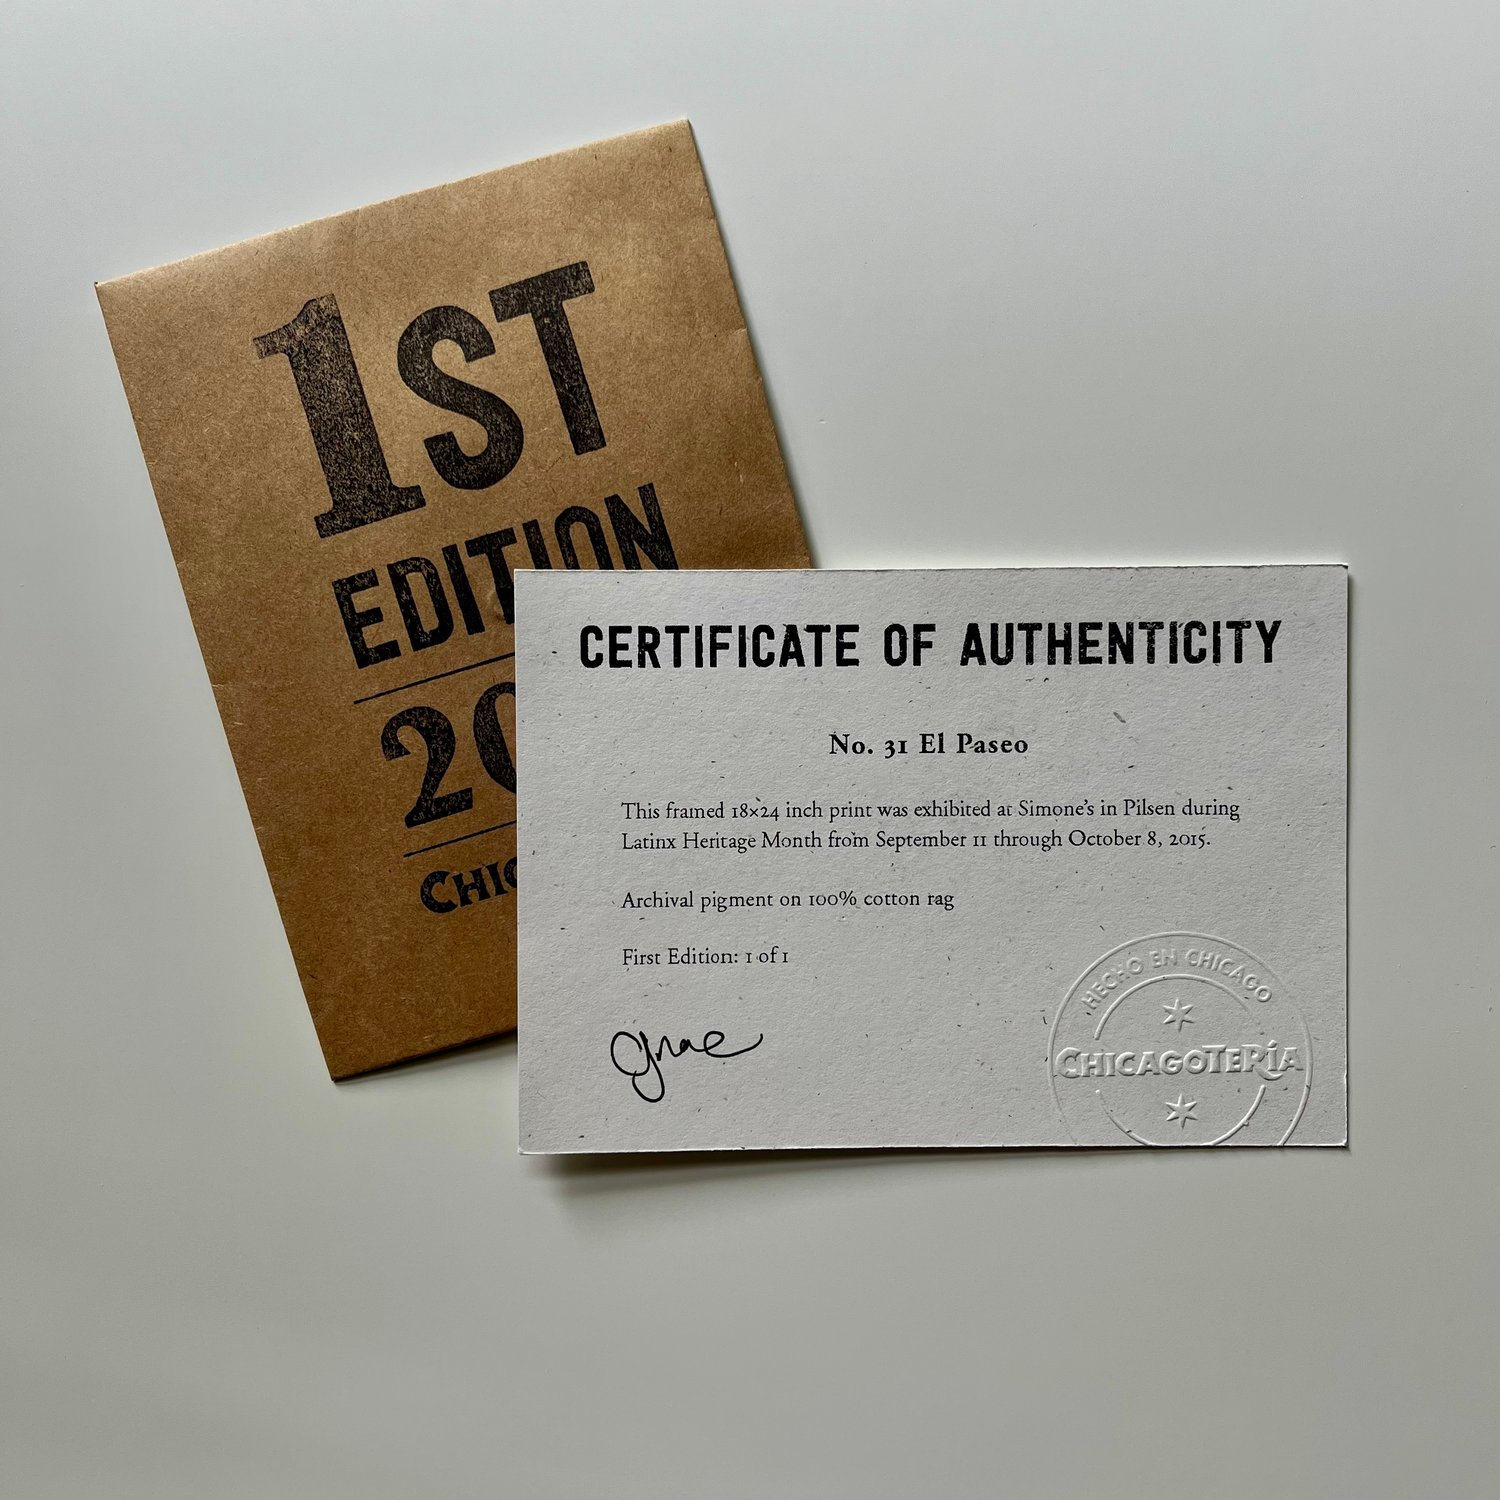 1ST
EDITION
CERTIFICATE OF AUTHENTICITY
No. 31 El Paseo
This framed 18×24 inch print was exhibited at Simone's in Pilsen during
Latinx Heritage Month from September 11 through October 8, 2015.
Archival pigment on 100% cotton rag
First Edition: 1 of 1
HECHO EN CHICAGO
CHICAGOTERíA